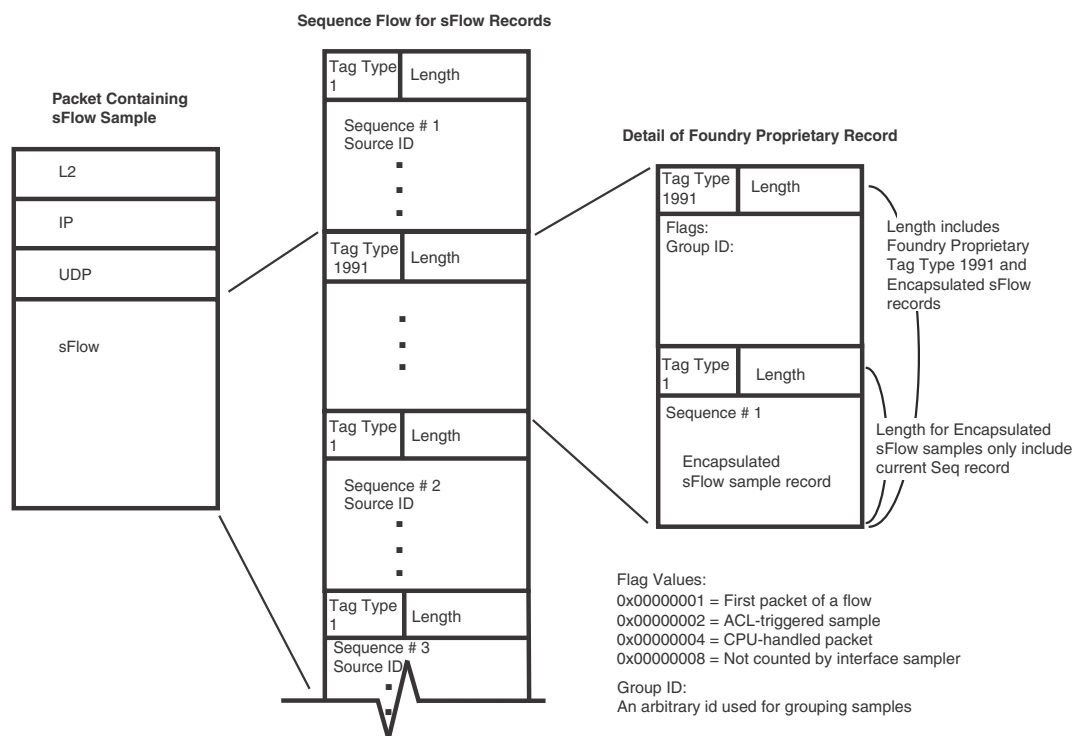 Sequence Flow for sFlow Records
Packet Containing
sFlow Sample
L2
IP
UDP
sFlow
Tag Type
1
Length
Sequence # 1
Source ID
Tag Type
1991
Length
Tag Type
1
Length
Sequence # 2
Source ID
Tag Type
1
Length
Sequence # 3
Source ID
Detail of Foundry Proprietary Record
Tag Type
1991
Length
Flags:
Group ID:
Tag Type
1
Length
Sequence # 1
Encapsulated
sFlow sample record
Length includes
Foundry Proprietary
Tag Type 1991 and
Encapsulated sFlow
records
Length for Encapsulated
sFlow samples only include
current Seq record
Flag Values:
0x00000001 = First packet of a flow
0x00000002 = ACL-triggered sample
0x00000004 = CPU-handled packet
0x00000008 = Not counted by interface sampler
Group ID:
An arbitrary id used for grouping samples